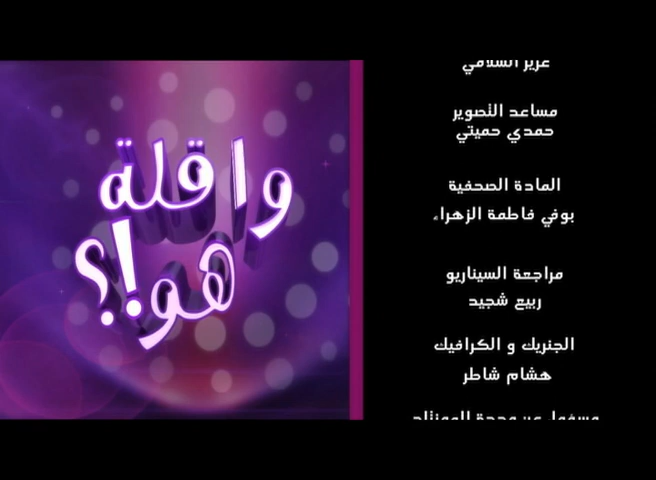 واقلة
هو!؟
عزيز السلامي
مساعد التصوير
حمدي حميتي
المادة الصحفية
بوفي فاطمة الزهراء
مراجعة السيناريو
ربيع شجيد
الجنريك و الكرافيك
هشام شاطر